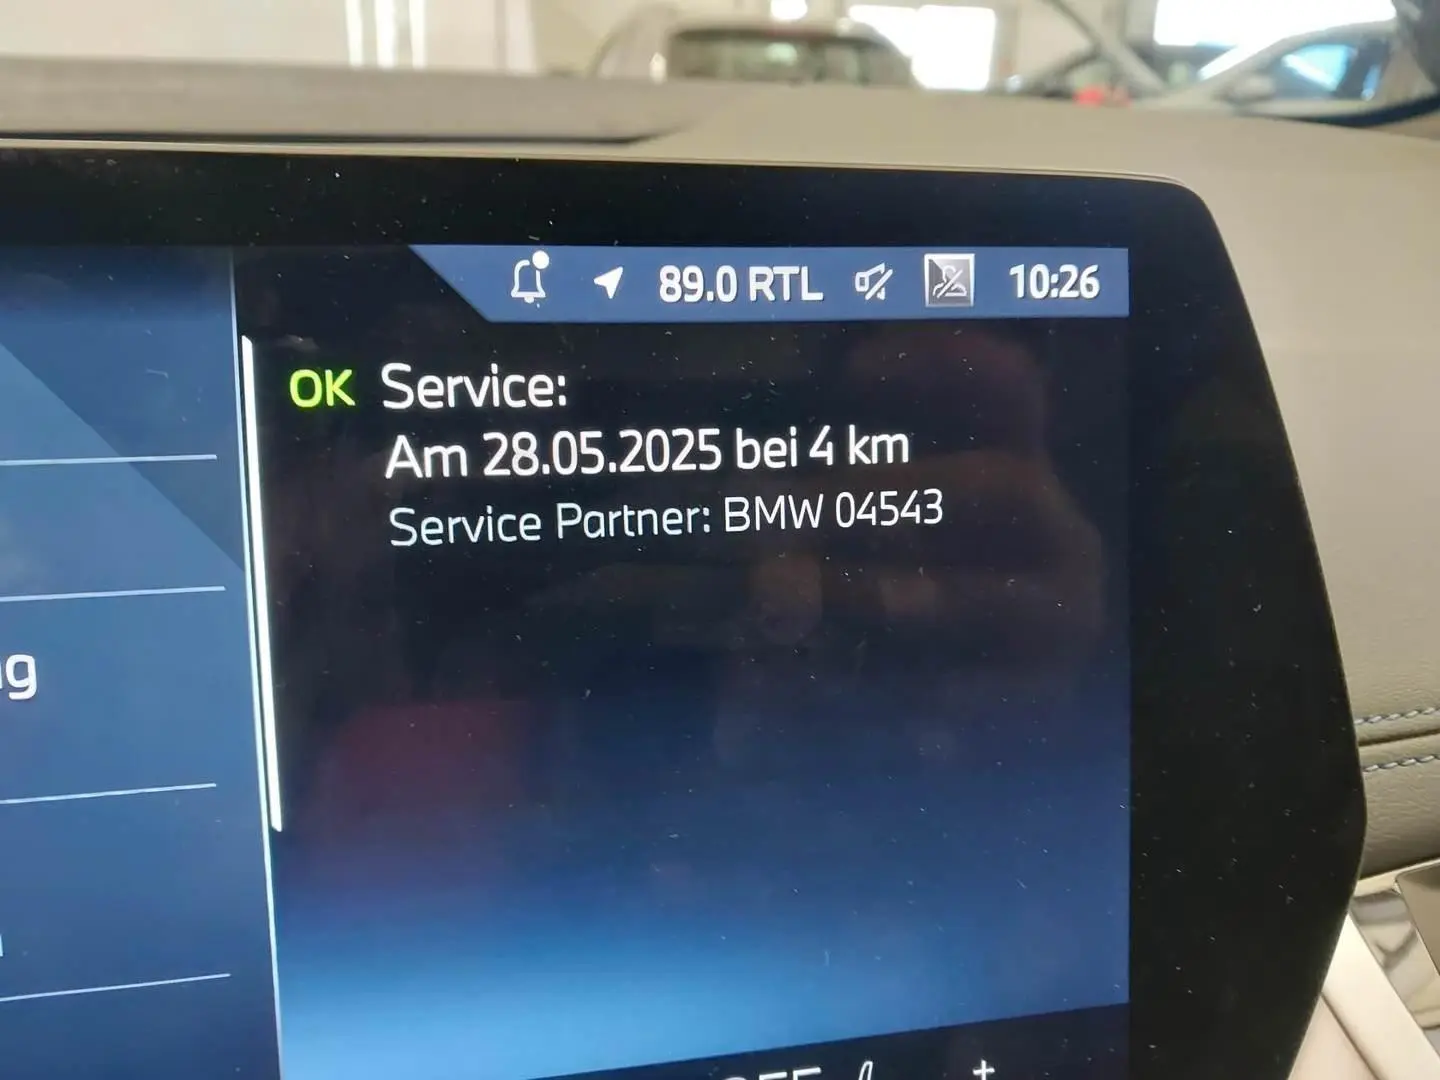 89.0 RTL 10:26
OK Service:
Am 28.05.2025 bei 4 km
Service Partner: BMW 04543